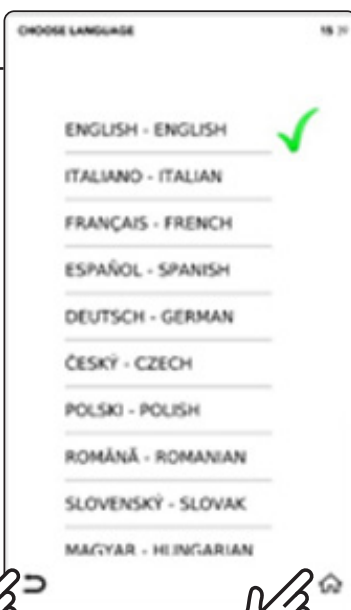 CHOOSE LANGUAGE
ENGLISH - ENGLISH
ITALIANO - ITALIAN
FRANÇAIS - FRENCH
ESPAÑOL - SPANISH
DEUTSCH - GERMAN
ČESKÝ - CZECH
POLSKI - POLISH
ROMÂNĂ - ROMANIAN
SLOVENSKÝ - SLOVAK
MAGYAR - HUNGARIAN